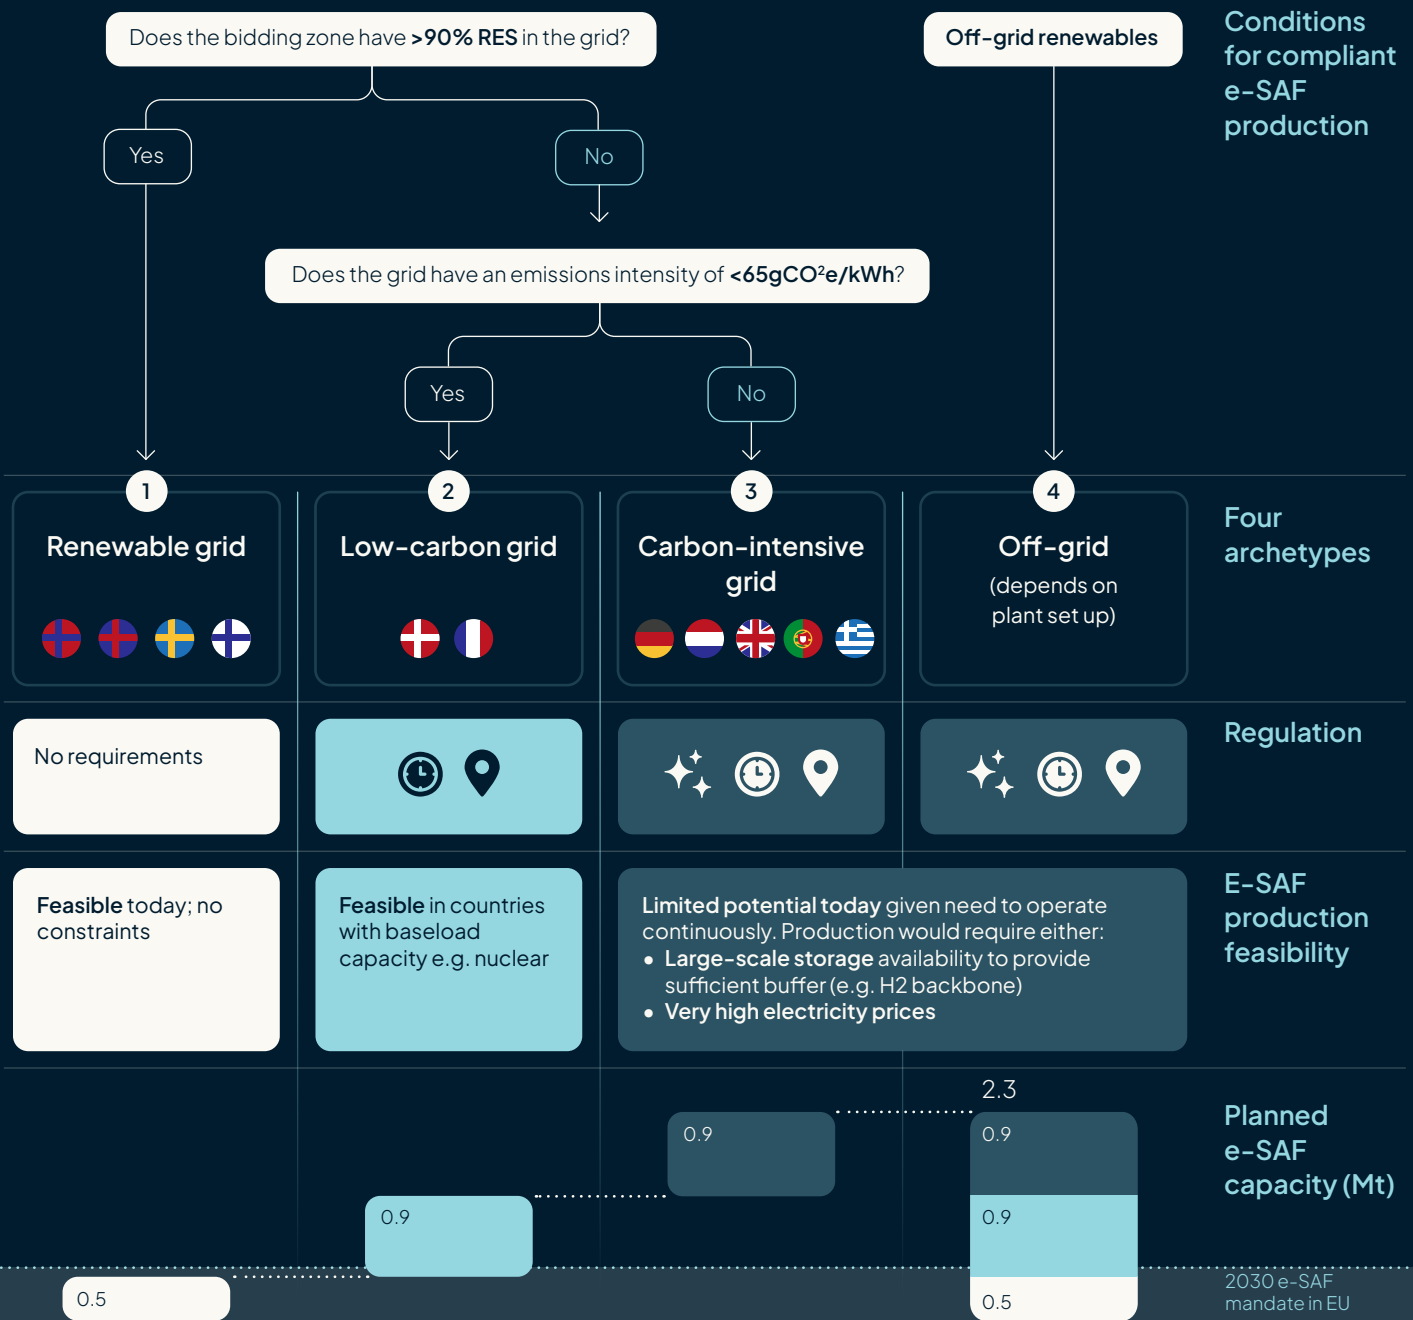 Does the bidding zone have >90% RES in the grid?
Off-grid renewables
Conditions
for compliant
e-SAF
production
Yes
No
Does the grid have an emissions intensity of <65gCO²e/kWh?
Yes
No
1
2
3
4
Renewable grid
Low-carbon grid
Carbon-intensive
grid
Off-grid
(depends on
plant set up)
Four
archetypes
No requirements
Regulation
Feasible today; no
constraints
Feasible in countries
with baseload
capacity e.g. nuclear
Limited potential today given need to operate
continuously. Production would require either:
• Large-scale storage availability to provide
sufficient buffer (e.g. H2 backbone)
• Very high electricity prices
E-SAF
production
feasibility
2.3
0.9
0.9
0.9
0.9
0.5
0.5
Planned
e-SAF
capacity (Mt)
2030 e-SAF
mandate in EU